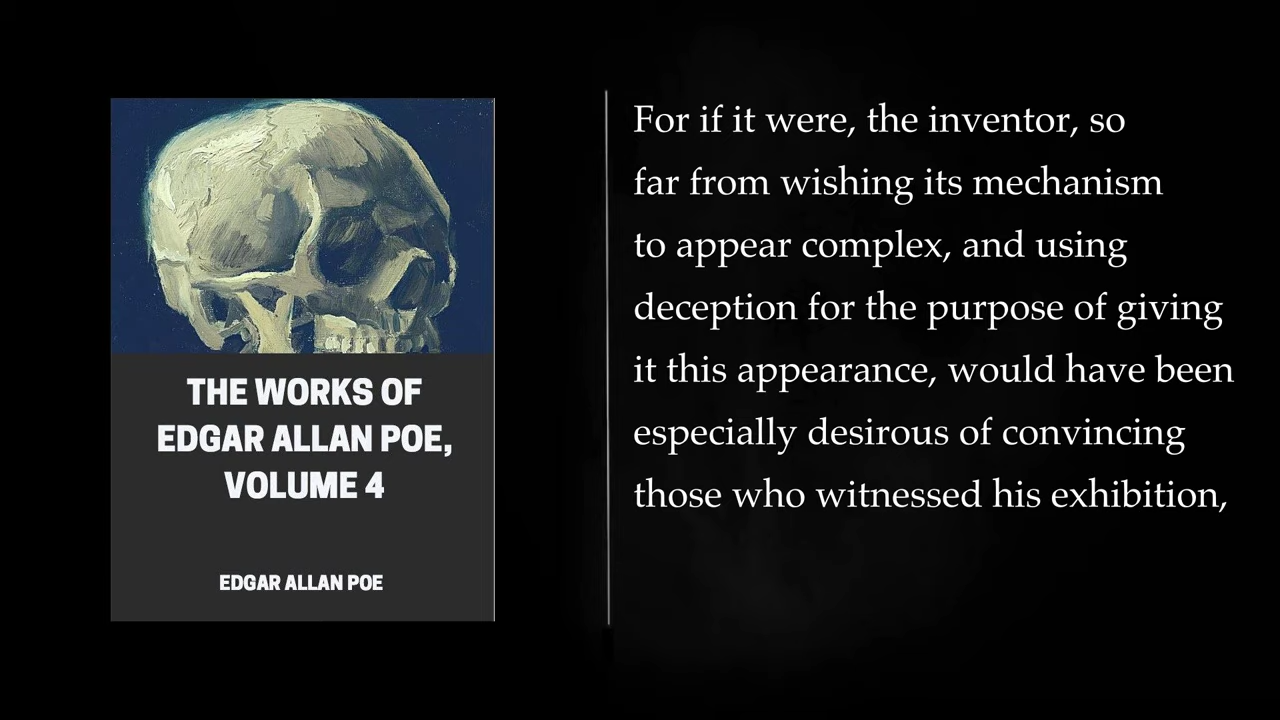 THE WORKS OF
EDGAR ALLAN POE,
VOLUME 4
EDGAR ALLAN POE
For if it were, the inventor, so
far from wishing its mechanism
to appear complex, and using
deception for the purpose of giving
it this appearance, would have been
especially desirous of convincing
those who witnessed his exhibition,